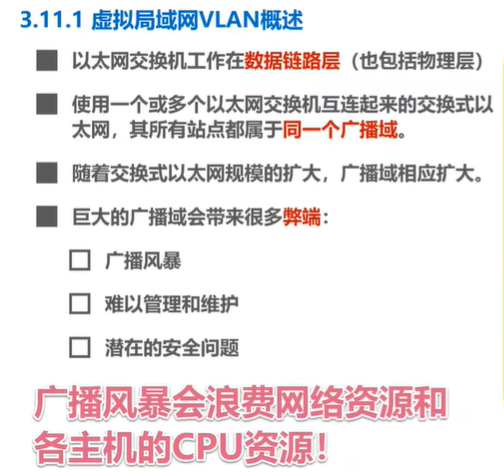 3.11.1 虚拟局域网VLAN概述
以太网交换机工作在数据链路层（也包括物理层）
使用一个或多个以太网交换机互连起来的交换式以
太网，其所有站点都属于同一个广播域。
随着交换式以太网规模的扩大，广播域相应扩大。
巨大的广播域会带来很多弊端：
广播风暴
难以管理和维护
潜在的安全问题
广播风暴会浪费网络资源和
各主机的CPU资源！